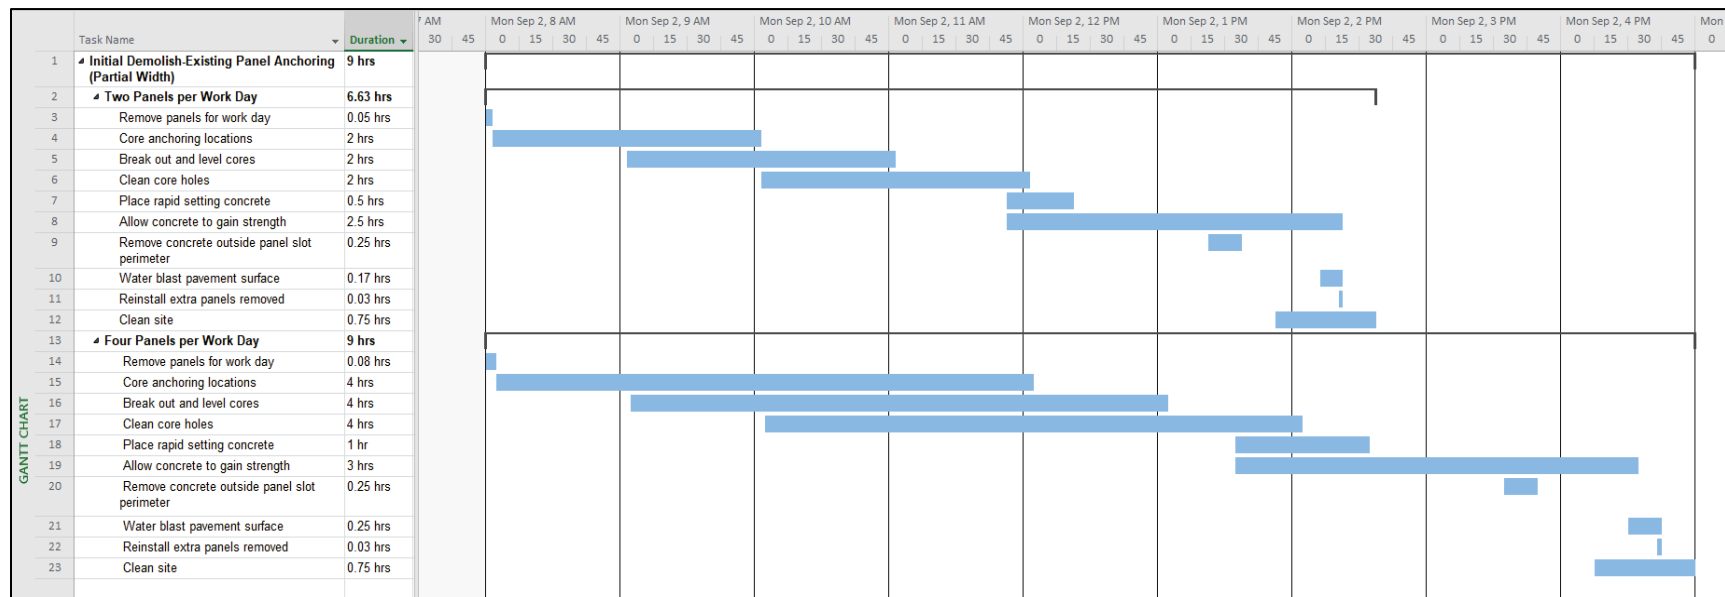 7 AM Mon Sep 2, 8 AM Mon Sep 2, 9 AM Mon Sep 2, 10 AM Mon Sep 2, 11 AM Mon Sep 2, 12 PM Mon Sep 2, 1 PM Mon Sep 2, 2 PM Mon Sep 2, 3 PM Mon Sep 2, 4 PM Mon
Task Name Duration 30 45 0 15 30 45 0 15 30 45 0 15 30 45 0 15 30 45 0 15 30 45 0 15 30 45 0 15 30 45 0 15 30 45 0 15 30 45 0
1 Initial Demolish-Existing Panel Anchoring 9 hrs
(Partial Width)
2 Two Panels per Work Day 6.63 hrs
3 Remove panels for work day 0.05 hrs
4 Core anchoring locations 2 hrs
5 Break out and level cores 2 hrs
6 Clean core holes 2 hrs
7 Place rapid setting concrete 0.5 hrs
8 Allow concrete to gain strength 2.5 hrs
9 Remove concrete outside panel slot 0.25 hrs
perimeter
10 Water blast pavement surface 0.17 hrs
11 Reinstall extra panels removed 0.03 hrs
12 Clean site 0.75 hrs
13 Four Panels per Work Day 9 hrs
14 Remove panels for work day 0.08 hrs
15 Core anchoring locations 4 hrs
16 Break out and level cores 4 hrs
17 Clean core holes 4 hrs
18 Place rapid setting concrete 1 hr
19 Allow concrete to gain strength 3 hrs
20 Remove concrete outside panel slot 0.25 hrs
perimeter
21 Water blast pavement surface 0.25 hrs
22 Reinstall extra panels removed 0.03 hrs
23 Clean site 0.75 hrs
GANTT CHART